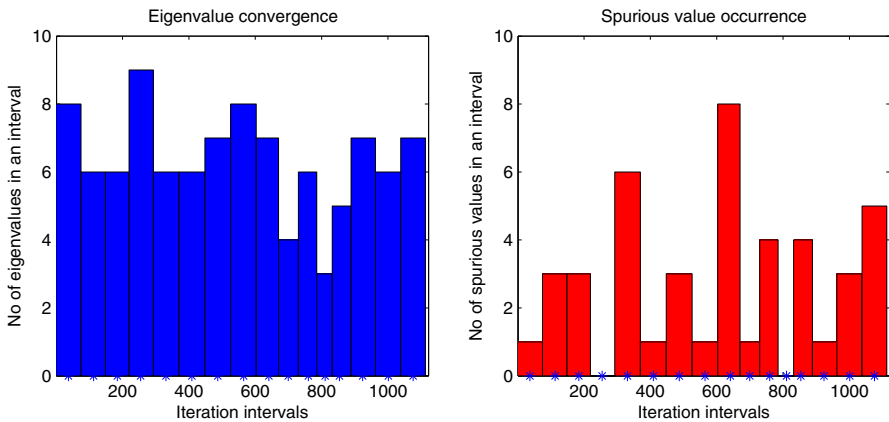 Eigenvalue convergence
No of eigenvalues in an interval
10
8
6
4
2
0
200 400 600 800 1000
Iteration intervals
Spurious value occurrence
No of spurious values in an interval
10
8
6
4
2
0
200 400 600 800 1000
Iteration intervals